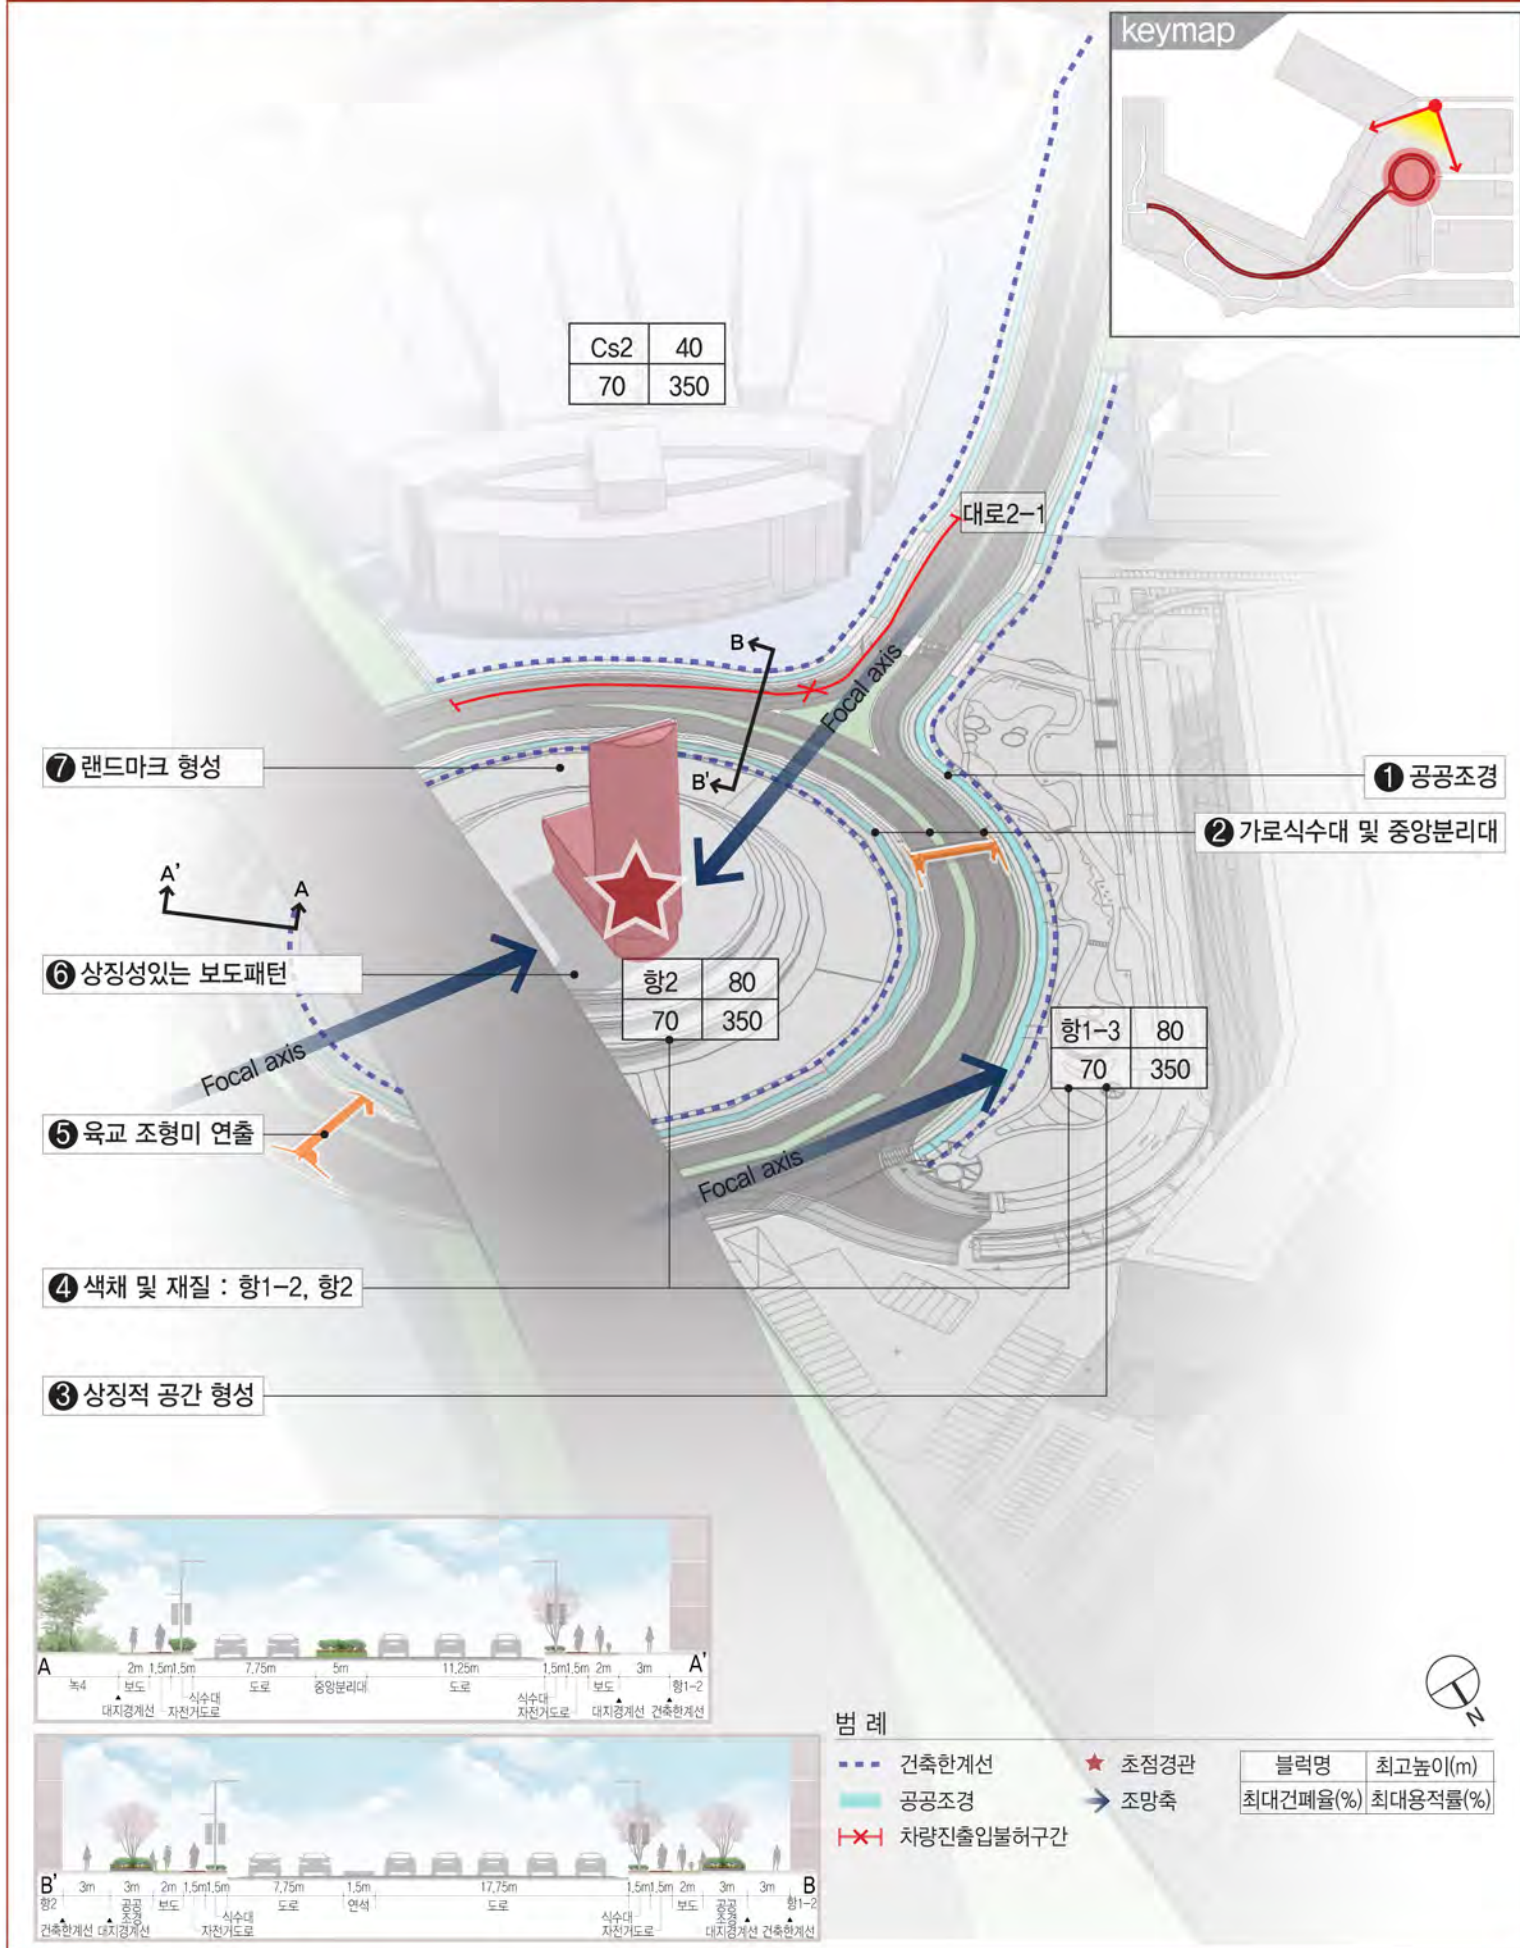 keymap
Cs2 40
70 350
대로2-1
B
Focal axis
B'
❼ 랜드마크 형성
❶ 공공조경
❷ 가로식수대 및 중앙분리대
A'
A
❻ 상징성있는 보도패턴
항2 80
70 350
항1-3 80
70 350
Focal axis
❺ 육교 조형미 연출
Focal axis
❹ 색채 및 재질 : 항1-2, 항2
❸ 상징적 공간 형성
A A'
2m 1.5m 1.5m 7.75m 5m 11.25m 1.5m 1.5m 2m 3m
녹4 보도 식수대 도로 중앙분리대 도로 식수대 보도 항1-2
대지경계선 자전거도로 자전거도로 대지경계선 건축한계선
B' B
3m 3m 2m 1.5m 1.5m 7.75m 1.5m 17.75m 1.5m 1.5m 2m 3m 3m
항2 공공조경 보도 식수대 도로 연석 도로 식수대 보도 공공조경 항1-2
건축한계선 대지경계선 자전거도로 자전거도로 대지경계선 건축한계선
N
범 례
건축한계선 초점경관
공공조경 조망축
차량진출입불허구간
블럭명 최고높이(m)
최대건폐율(%) 최대용적률(%)